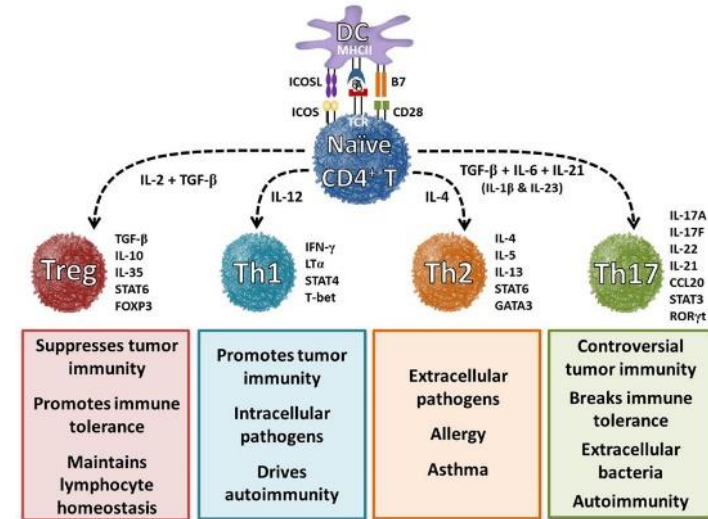 DC
MHCII
ICOSL
B7
ICOS
CD28
TCR
Naïve
CD4+ T
IL-2 + TGF-β
IL-12
IL-4
TGF-β + IL-6 + IL-21
(IL-1β & IL-23)
Treg
TGF-β
IL-10
IL-35
STAT6
FOXP3
Th1
IFN-γ
LTα
STAT4
T-bet
Th2
IL-4
IL-5
IL-13
STAT6
GATA3
Th17
IL-17A
IL-17F
IL-22
IL-21
CCL20
STAT3
RORγt
Suppresses tumor
immunity
Promotes immune
tolerance
Maintains
lymphocyte
homeostasis
Promotes tumor
immunity
Intracellular
pathogens
Drives
autoimmunity
Extracellular
pathogens
Allergy
Asthma
Controversial
tumor immunity
Breaks immune
tolerance
Extracellular
bacteria
Autoimmunity